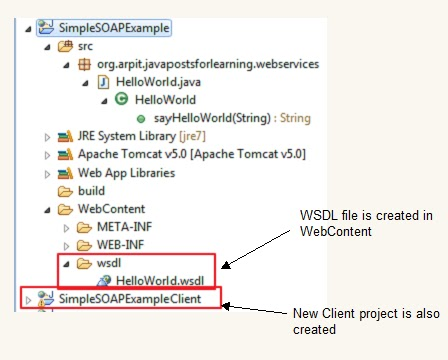 SimpleSOAPExample
src
org.arpit.javapostsforlearning.webservices
HelloWorld.java
HelloWorld
sayHelloWorld(String) : String
JRE System Library [jre7]
Apache Tomcat v5.0 [Apache Tomcat v5.0]
Web App Libraries
build
WebContent
META-INF
WEB-INF
wsdl
HelloWorld.wsdl
SimpleSOAPExampleClient
WSDL file is created in
WebContent
New Client project is also
created